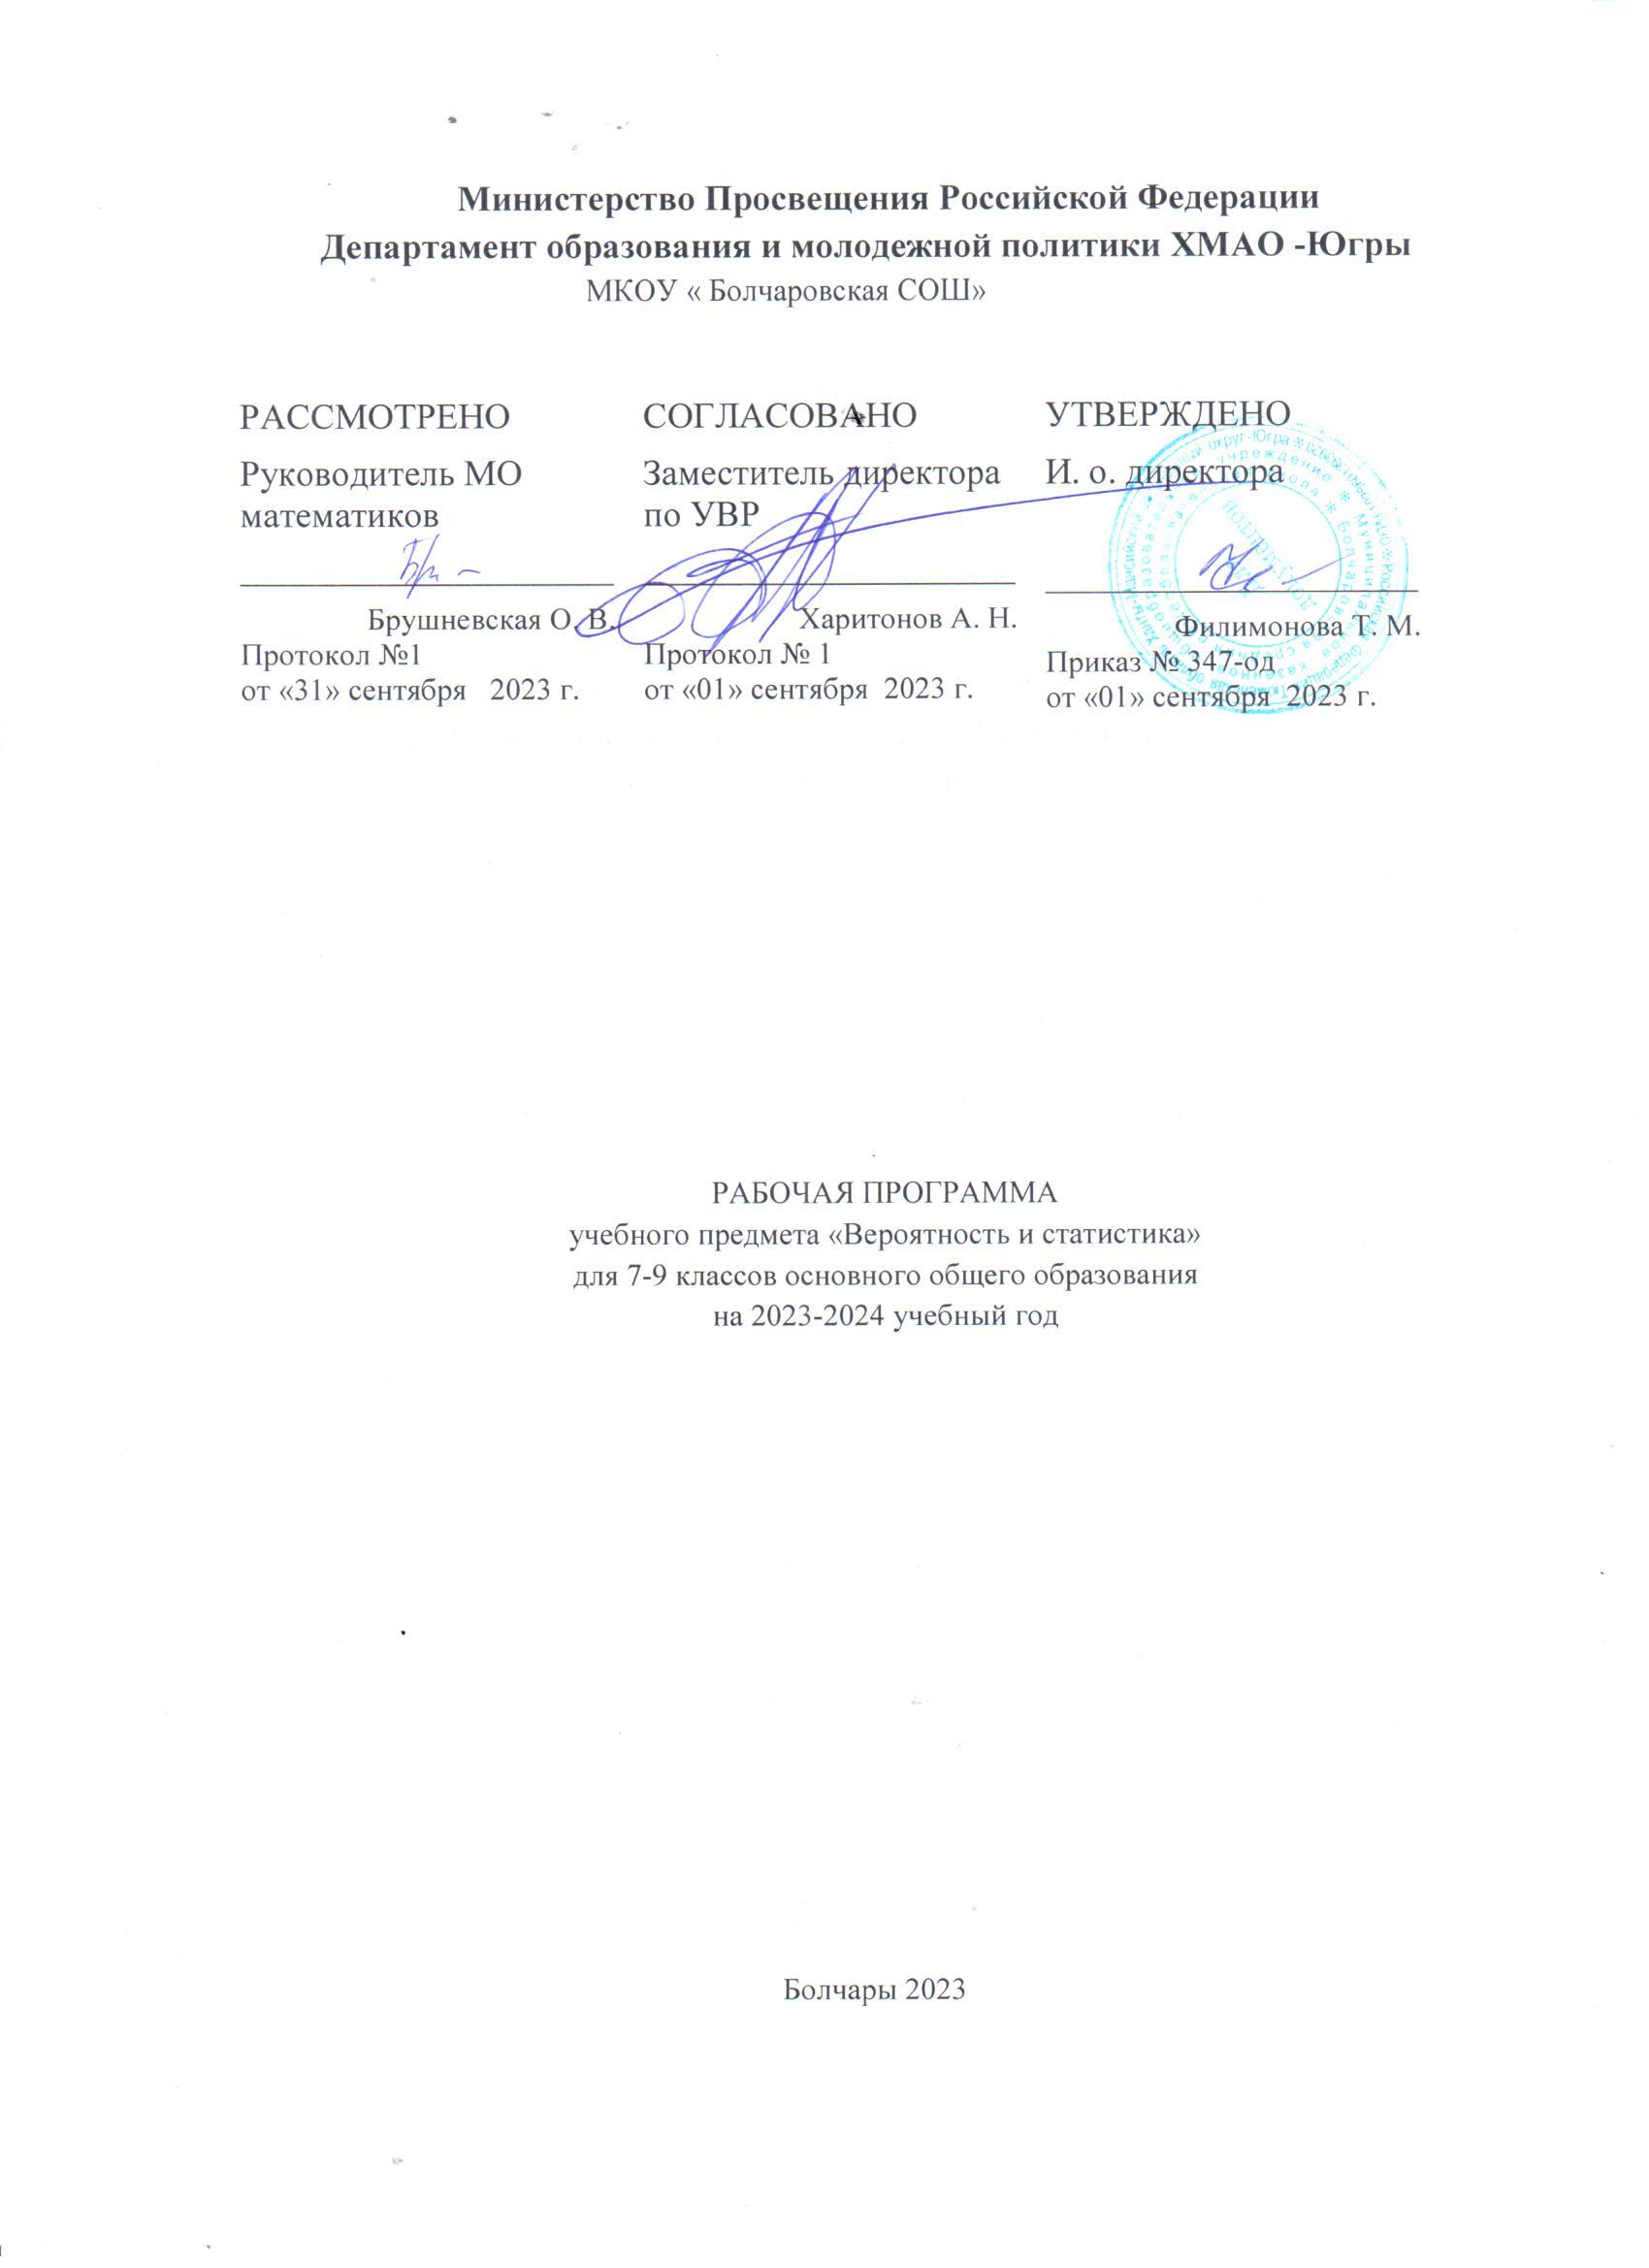 Министерство Просвещения Российской Федерации
Департамент образования и молодежной политики ХМАО -Югры
МКОУ « Болчаровская СОШ»
РАССМОТРЕНО
Руководитель МО
математиков
Брушневская О. В.
Протокол №1
от «31» сентября 2023 г.
СОГЛАСОВАНО
Заместитель директора
по УВР
Харитонов А. Н.
Протокол № 1
от «01» сентября 2023 г.
УТВЕРЖДЕНО
И. о. директора
Филимонова Т. М.
Приказ № 347-од
от «01» сентября 2023 г.
РАБОЧАЯ ПРОГРАММА
учебного предмета «Вероятность и статистика»
для 7-9 классов основного общего образования
на 2023-2024 учебный год
Болчары 2023